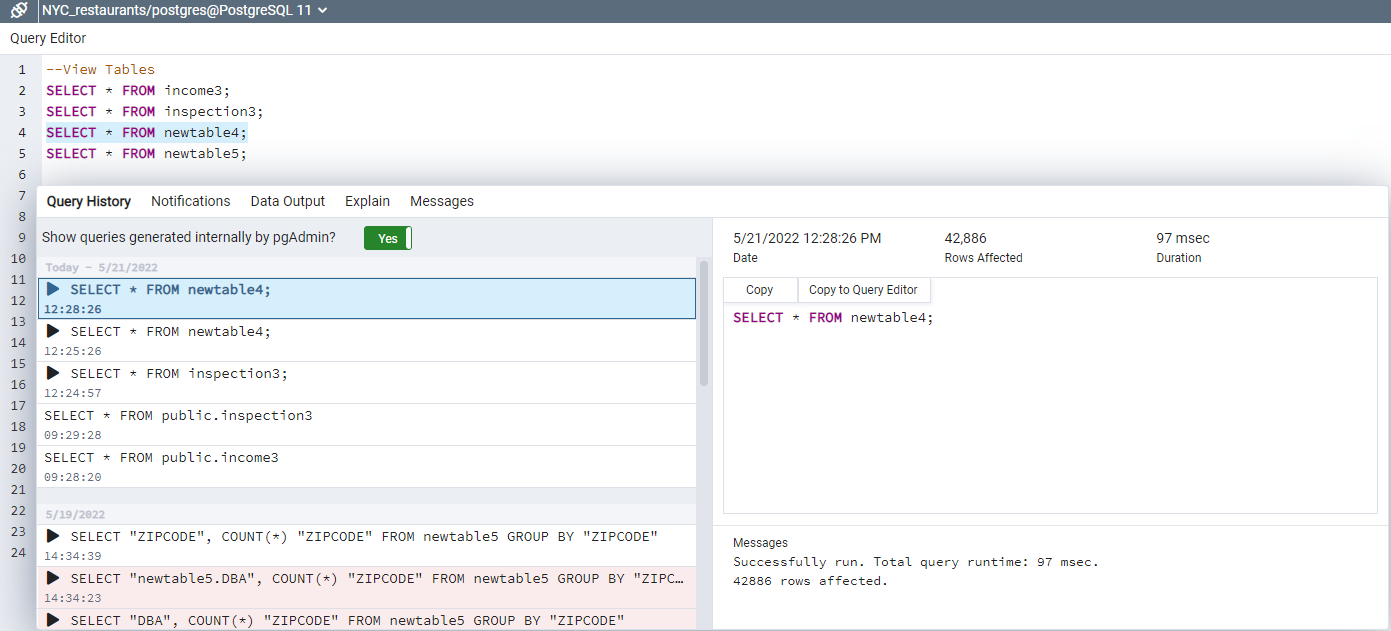 NYC_restaurants/postgres@PostgreSQL 11
Query Editor
1 --View Tables
2 SELECT * FROM income3;
3 SELECT * FROM inspection3;
4 SELECT * FROM newtable4;
5 SELECT * FROM newtable5;
6
7
8
9
10
11
12
13
14
15
16
17
18
19
20
21
22
23
24
Query History Notifications Data Output Explain Messages
Show queries generated internally by pgAdmin? Yes
Today - 5/21/2022
SELECT * FROM newtable4;
12:28:26
SELECT * FROM newtable4;
12:25:26
SELECT * FROM inspection3;
12:24:57
SELECT * FROM public.inspection3
09:29:28
SELECT * FROM public.income3
09:28:20
5/19/2022
SELECT "ZIPCODE", COUNT(*) "ZIPCODE" FROM newtable5 GROUP BY "ZIPCODE"
14:34:39
SELECT "newtable5.DBA", COUNT(*) "ZIPCODE" FROM newtable5 GROUP BY "ZIPC…
14:34:23
SELECT "DBA", COUNT(*) "ZIPCODE" FROM newtable5 GROUP BY "ZIPCODE"
5/21/2022 12:28:26 PM 42,886 97 msec
Date Rows Affected Duration
Copy Copy to Query Editor
SELECT * FROM newtable4;
Messages
Successfully run. Total query runtime: 97 msec.
42886 rows affected.